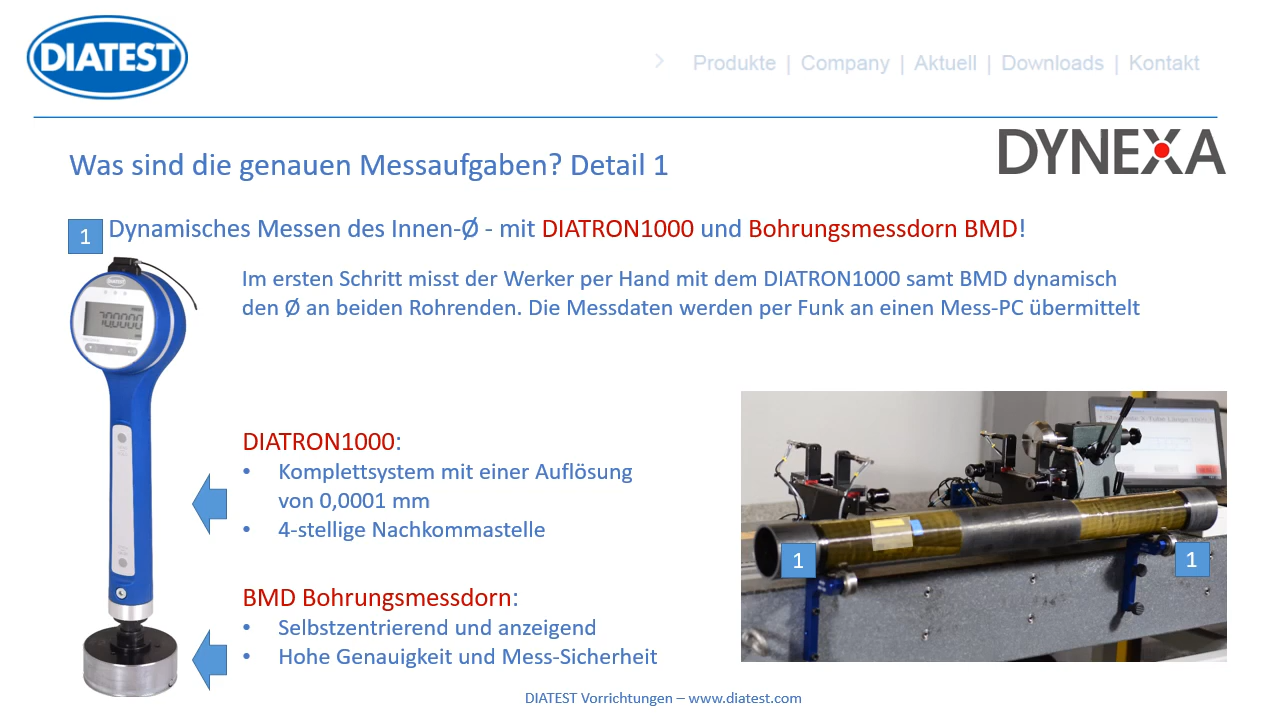 DIATEST
Produkte | Company | Aktuell | Downloads | Kontakt
DYNEXA
Was sind die genauen Messaufgaben? Detail 1
1 Dynamisches Messen des Innen-Ø - mit DIATRON1000 und Bohrungsmessdorn BMD!
Im ersten Schritt misst der Werker per Hand mit dem DIATRON1000 samt BMD dynamisch
den Ø an beiden Rohrenden. Die Messdaten werden per Funk an einen Mess-PC übermittelt
DIATRON1000:
• Komplettsystem mit einer Auflösung
von 0,0001 mm
• 4-stellige Nachkommastelle
BMD Bohrungsmessdorn:
• Selbstzentrierend und anzeigend
• Hohe Genauigkeit und Mess-Sicherheit
1
1
DIATEST Vorrichtungen – www.diatest.com